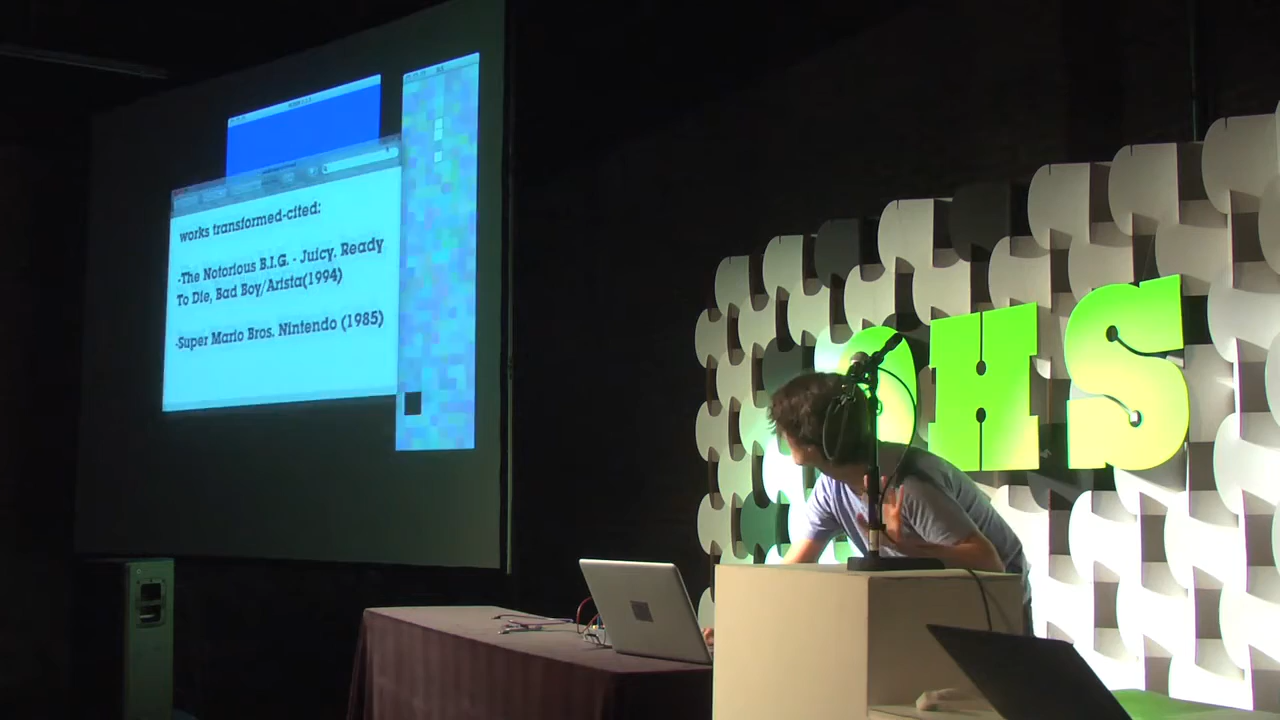 works transformed-cited:
-The Notorious B.I.G. - Juicy. Ready
To Die, Bad Boy/Arista(1994)
-Super Mario Bros. Nintendo (1985)
OHS